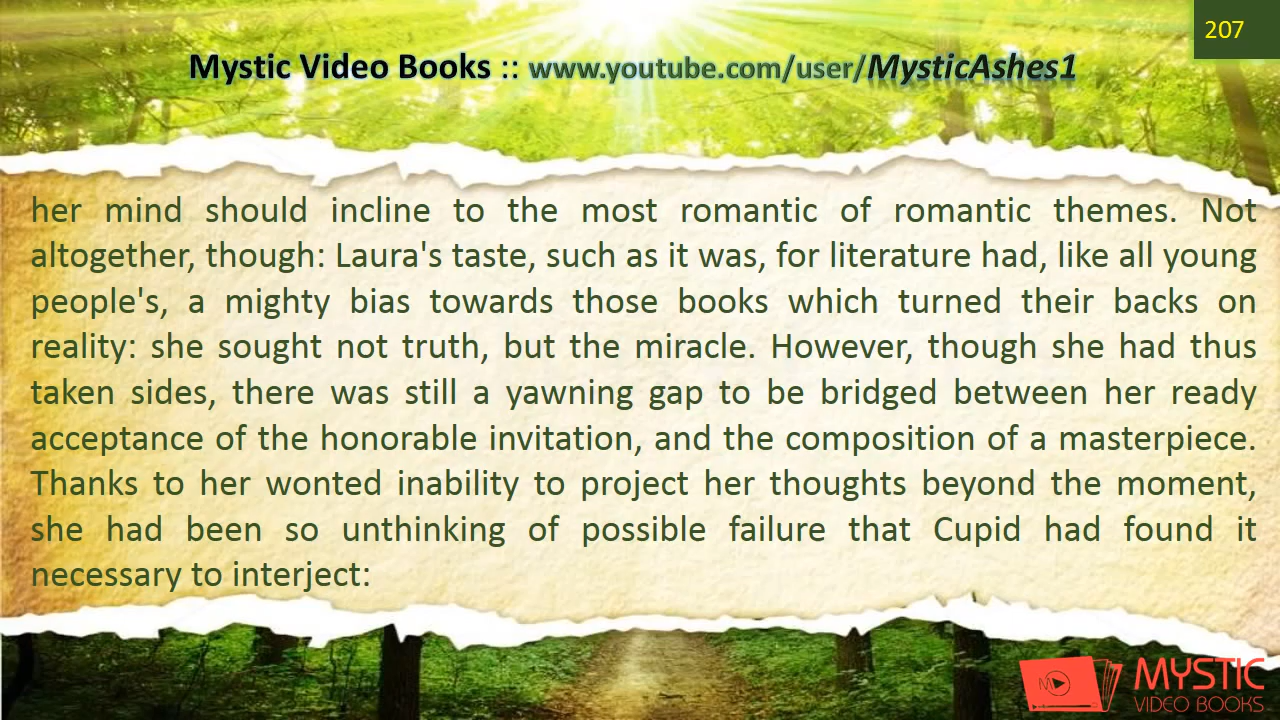 207
Mystic Video Books :: www.youtube.com/user/MysticAshes1
her mind should incline to the most romantic of romantic themes. Not
altogether, though: Laura's taste, such as it was, for literature had, like all young
people's, a mighty bias towards those books which turned their backs on
reality: she sought not truth, but the miracle. However, though she had thus
taken sides, there was still a yawning gap to be bridged between her ready
acceptance of the honorable invitation, and the composition of a masterpiece.
Thanks to her wonted inability to project her thoughts beyond the moment,
she had been so unthinking of possible failure that Cupid had found it
necessary to interject:
MYSTIC
VIDEO BOOKS